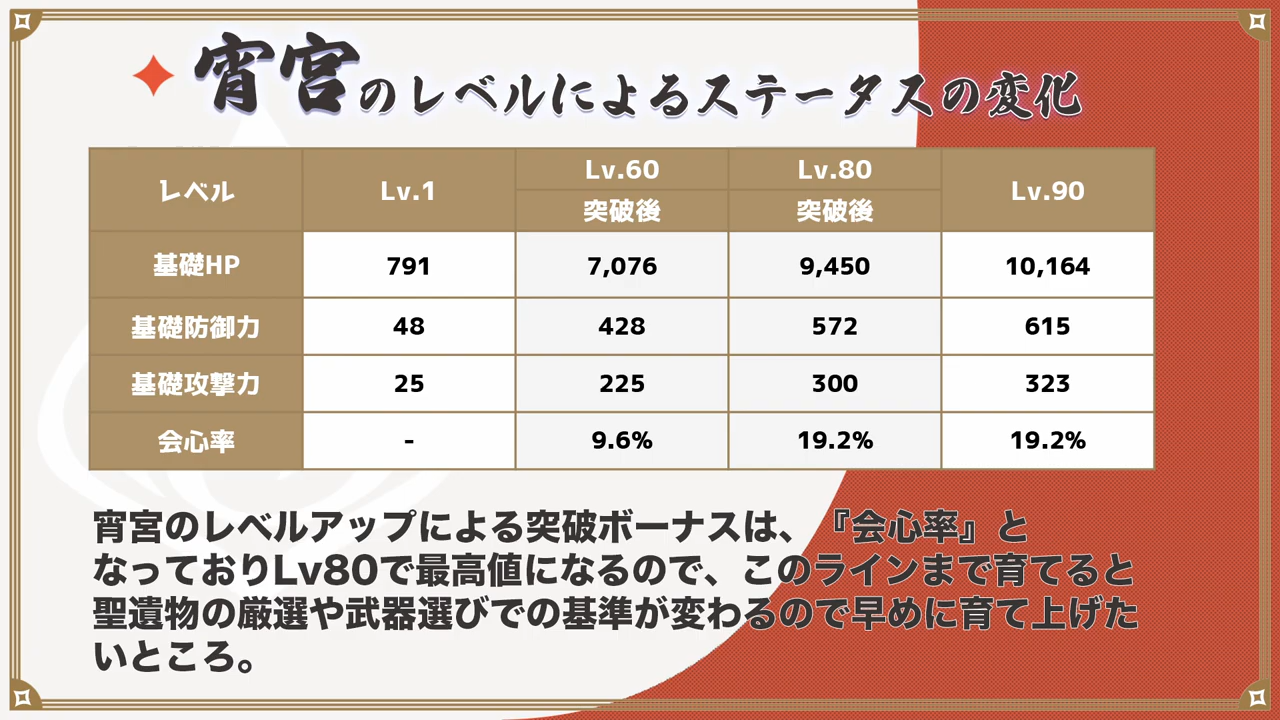 宵宮のレベルによるステータスの変化
レベル Lv.1 Lv.60 突破後 Lv.80 突破後 Lv.90
基礎HP 791 7,076 9,450 10,164
基礎防御力 48 428 572 615
基礎攻撃力 25 225 300 323
会心率 - 9.6% 19.2% 19.2%
宵宮のレベルアップによる突破ボーナスは、『会心率』と
なっておりLv80で最高値になるので、このラインまで育てると
聖遺物の厳選や武器選びでの基準が変わるので早めに育て上げた
いところ。